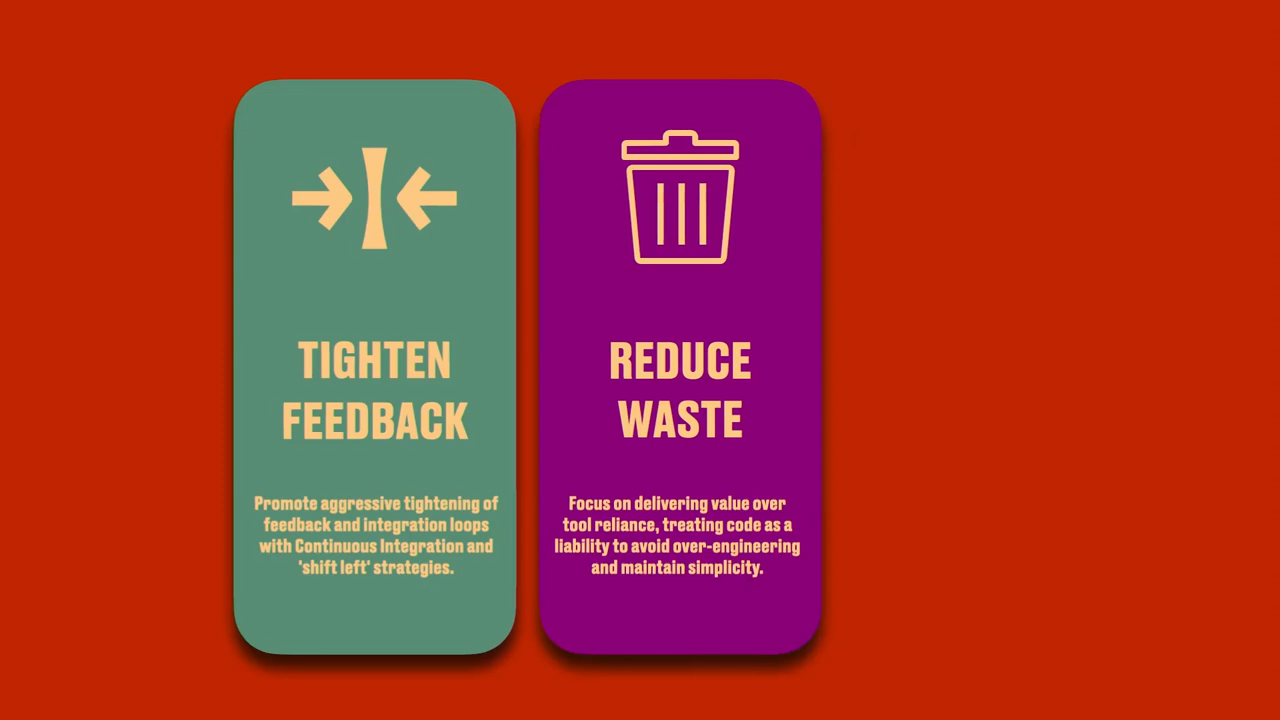 TIGHTEN
FEEDBACK
Promote aggressive tightening of
feedback and integration loops
with Continuous Integration and
'shift left' strategies.
REDUCE
WASTE
Focus on delivering value over
tool reliance, treating code as a
liability to avoid over-engineering
and maintain simplicity.